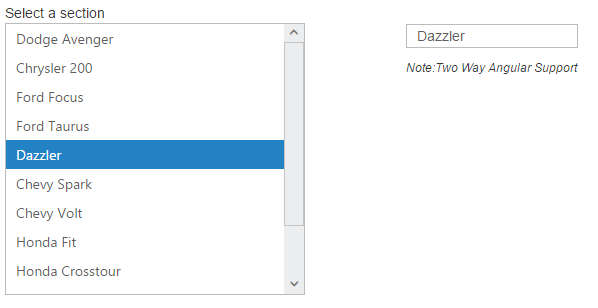 Select a section
Dodge Avenger
Chrysler 200
Ford Focus
Ford Taurus
Dazzler
Chevy Spark
Chevy Volt
Honda Fit
Honda Crosstour
Dazzler
Note:Two Way Angular Support